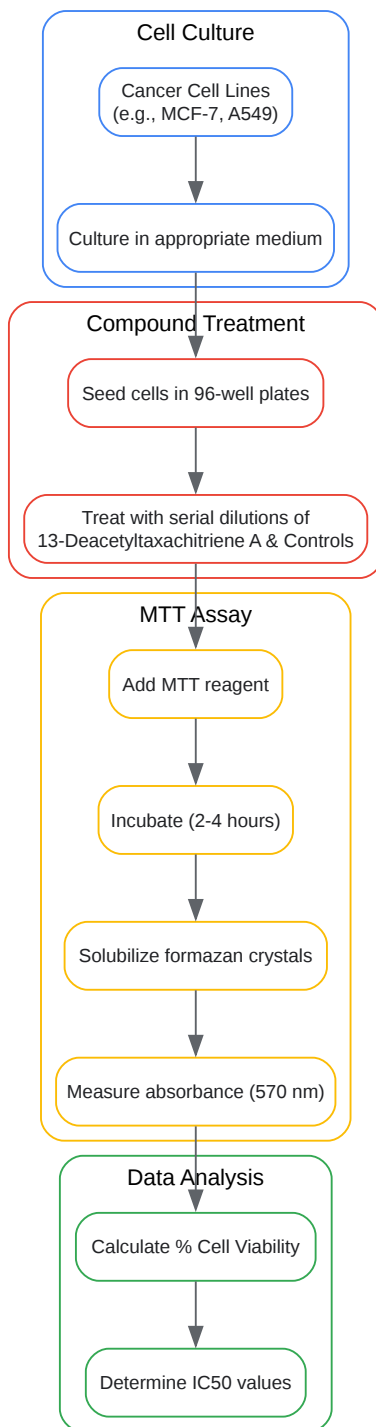 Cell Culture
Cancer Cell Lines
(e.g., MCF-7, A549)
Culture in appropriate medium
Compound Treatment
Seed cells in 96-well plates
Treat with serial dilutions of
13-Deacetyltaxachitriene A & Controls
MTT Assay
Add MTT reagent
Incubate (2-4 hours)
Solubilize formazan crystals
Measure absorbance (570 nm)
Data Analysis
Calculate % Cell Viability
Determine IC50 values